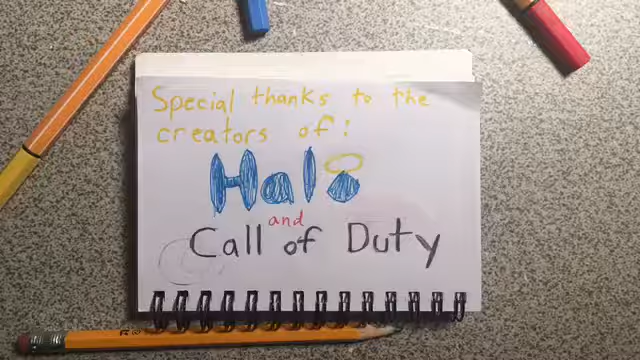 Special thanks to the
creators of:
Halo
and
Call of Duty